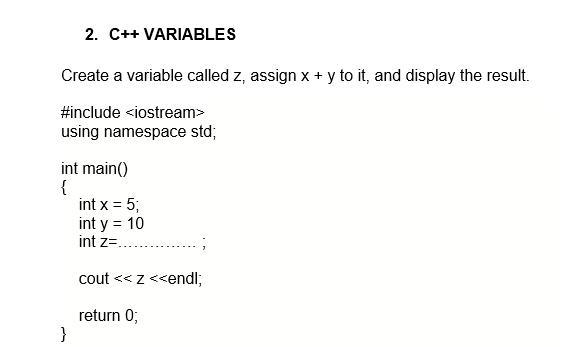 2. C++ VARIABLES
Create a variable called z, assign x + y to it, and display the result.
#include <iostream>
using namespace std;
int main()
{
int x = 5;
int y = 10
int z=............... ;
cout << z <<endl;
return 0;
}